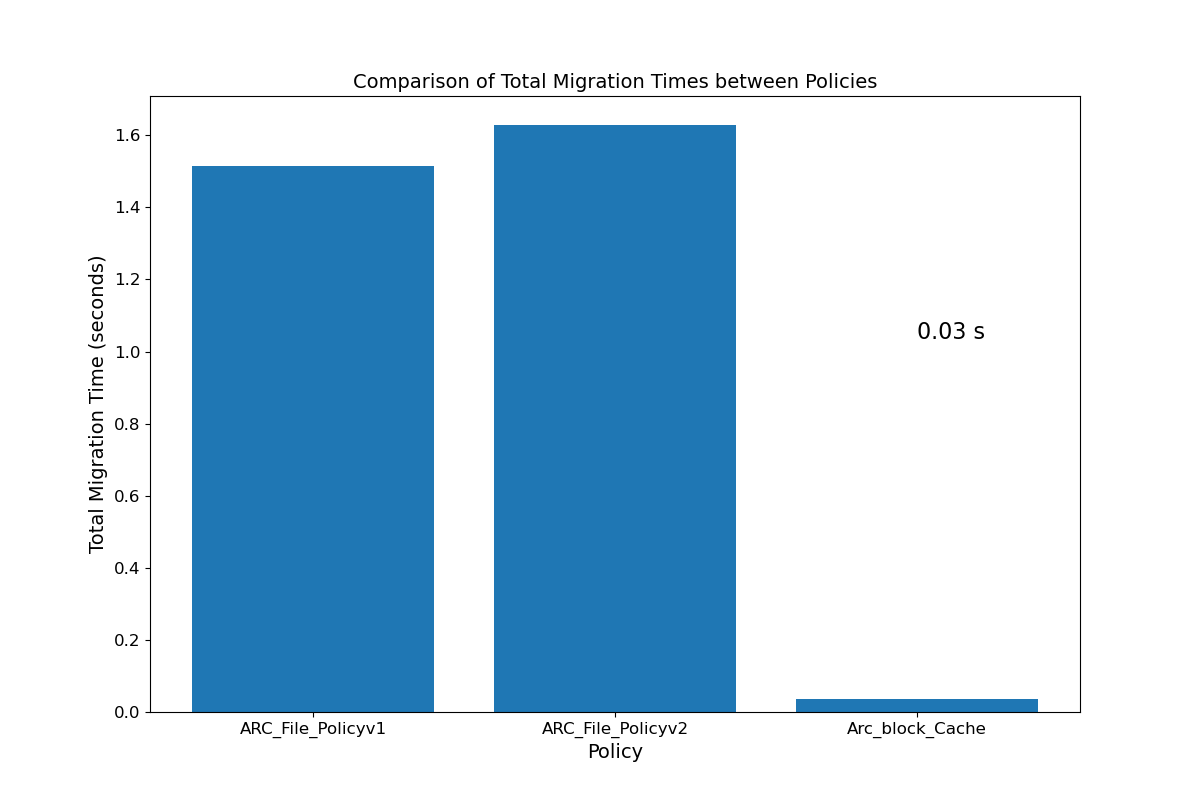 Comparison of Total Migration Times between Policies
Total Migration Time (seconds)
1.6
1.4
1.2
1.0
0.8
0.6
0.4
0.2
0.0
0.03 s
ARC_File_Policyv1
ARC_File_Policyv2
Arc_block_Cache
Policy